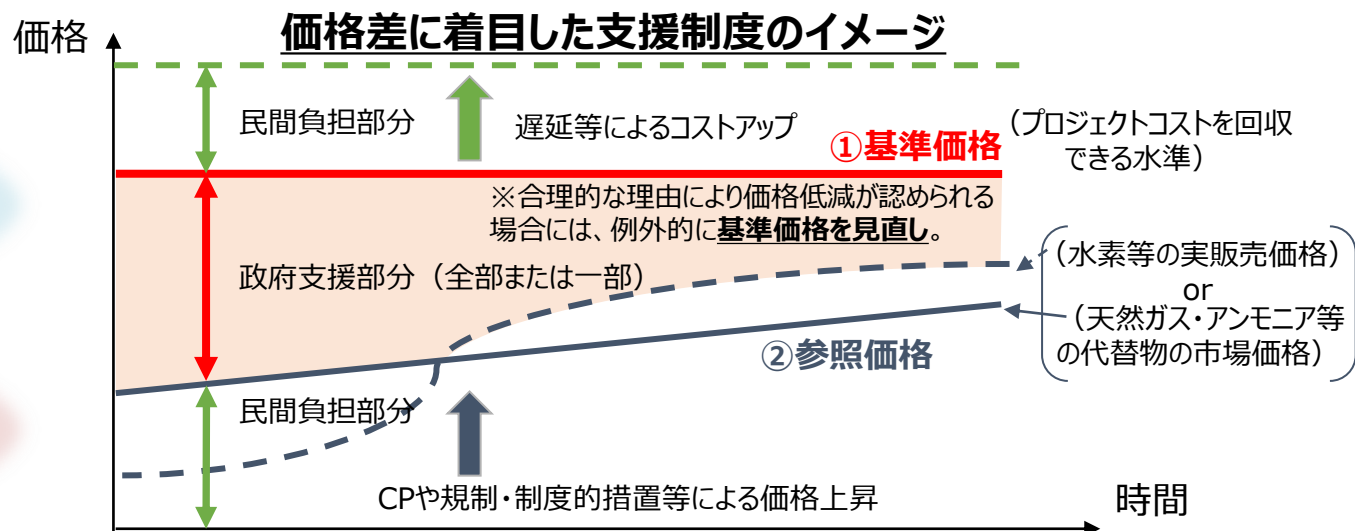 価格差に着目した支援制度のイメージ
価格
民間負担部分
遅延等によるコストアップ
①基準価格
（プロジェクトコストを回収
できる水準）
※合理的な理由により価格低減が認められる
場合には、例外的に基準価格を見直し。
政府支援部分（全部または一部）
（水素等の実販売価格）
or
（天然ガス・アンモニア等
の代替物の市場価格）
②参照価格
民間負担部分
CPや規制・制度的措置等による価格上昇
時間